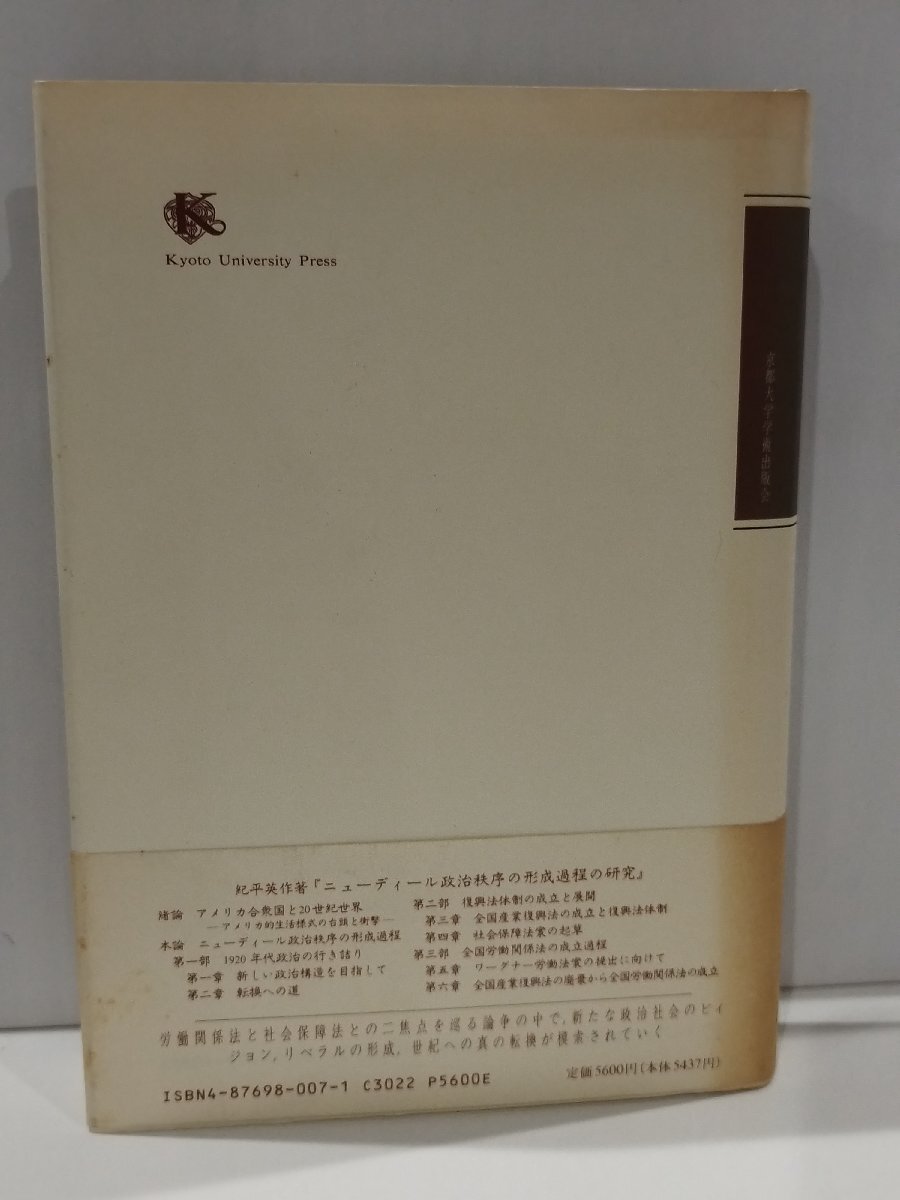 K
Kyoto University Press
京都大学学術出版会
紀平英作著『ニューディール政治秩序の形成過程の研究』
緒論 アメリカ合衆国と20世紀世界
—アメリカ的生活様式の台頭と衝撃—
本論 ニューディール政治秩序の形成過程
第一部 1920年代政治の行き詰り
第一章 新しい政治構造を目指して
第二章 転換への道
第二部 復興法体制の成立と展開
第三章 全国産業復興法の成立と復興法体制
第四章 社会保障法案の起草
第三部 全国労働関係法の成立過程
第五章 ワーグナー労働法案の提出に向けて
第六章 全国産業復興法の廃棄から全国労働関係法の成立
労働関係法と社会保障法との二焦点を巡る論争の中で,新たな政治社会のビィ
ジョン,リベラルの形成,世紀への真の転換が模索されていく
ISBN4-87698-007-1 C3022 P5600E
定価5600円(本体5437円)